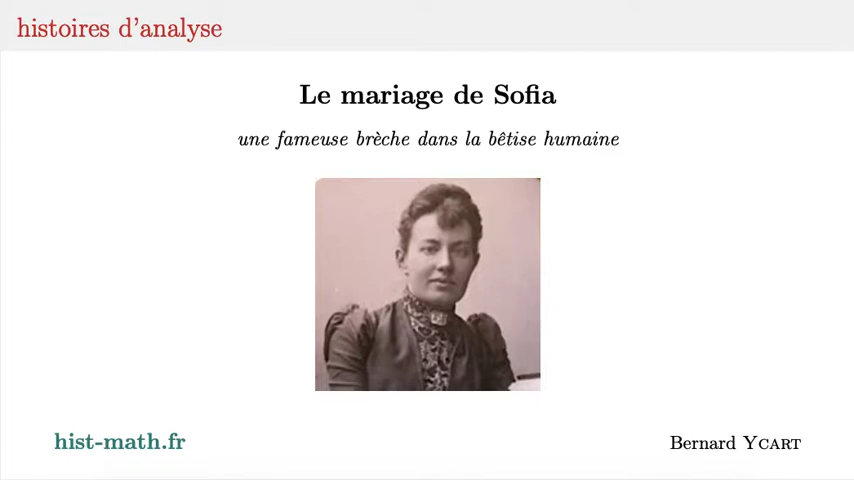 histoires d'analyse
Le mariage de Sofia
une fameuse brèche dans la bêtise humaine
hist-math.fr
Bernard YCART